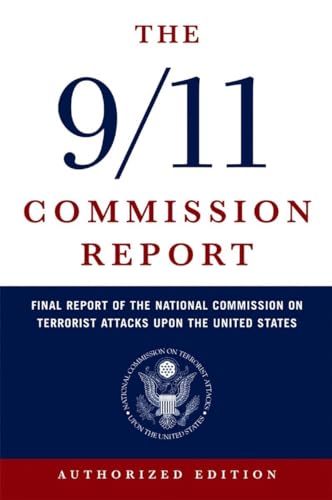 THE
9/11
COMMISSION
REPORT
FINAL REPORT OF THE NATIONAL COMMISSION ON
TERRORIST ATTACKS UPON THE UNITED STATES
NATIONAL COMMISSION ON TERRORIST ATTACKS
UPON THE UNITED STATES
AUTHORIZED EDITION